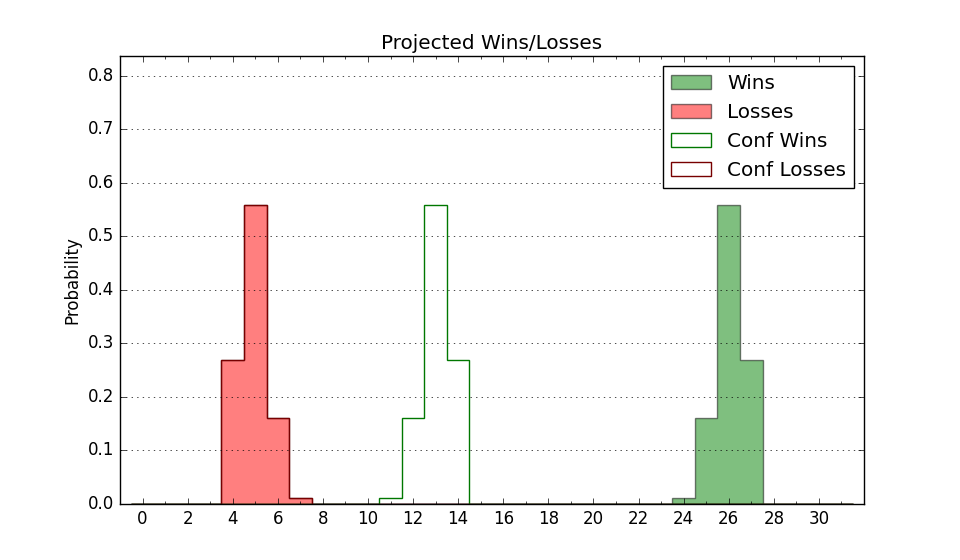 Projected Wins/Losses
Probability
0.8
0.7
0.6
0.5
0.4
0.3
0.2
0.1
0.0
0 2 4 6 8 10 12 14 16 18 20 22 24 26 28 30
Wins
Losses
Conf Wins
Conf Losses